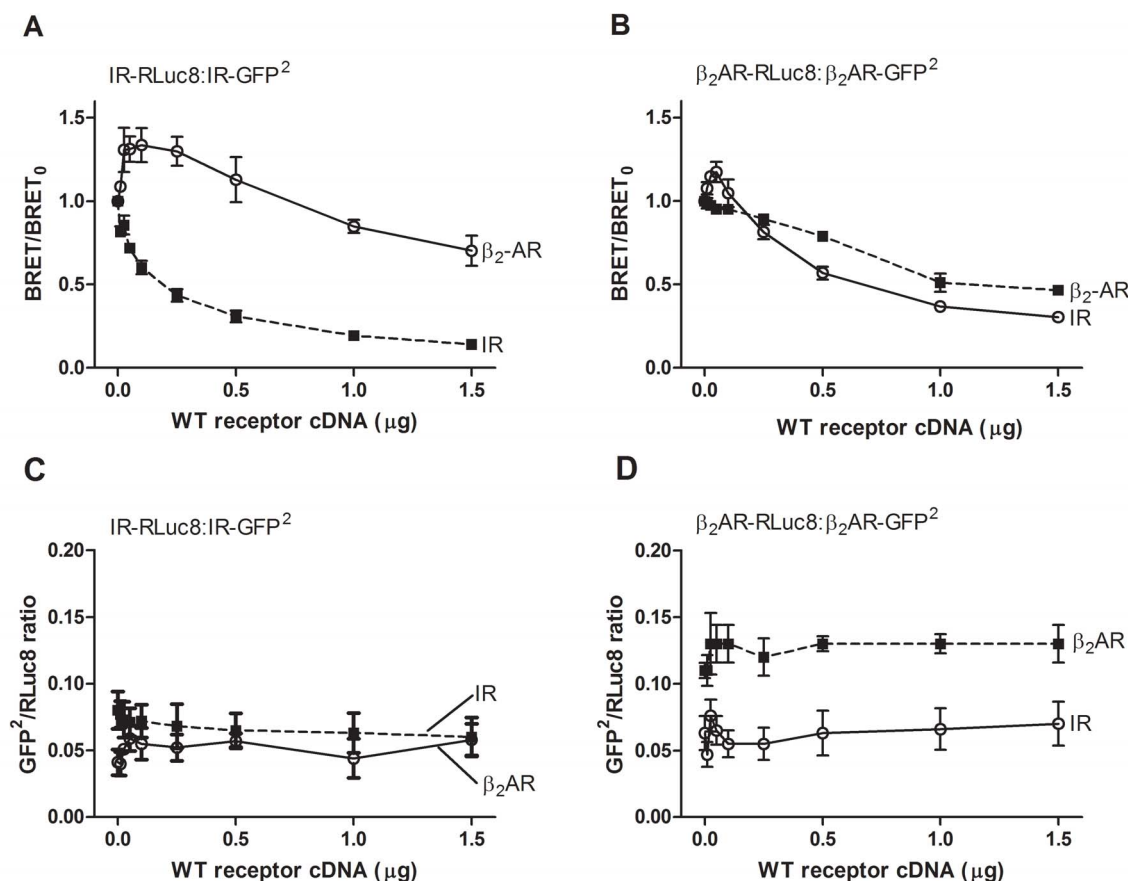 A
IR-RLuc8:IR-GFP²
BRET/BRET₀
1.5
1.0
0.5
0.0
β₂-AR
IR
0.0 0.5 1.0 1.5
WT receptor cDNA (μg)
B
β₂AR-RLuc8:β₂AR-GFP²
BRET/BRET₀
1.5
1.0
0.5
0.0
β₂-AR
IR
0.0 0.5 1.0 1.5
WT receptor cDNA (μg)
C
IR-RLuc8:IR-GFP²
GFP²/RLuc8 ratio
0.20
0.15
0.10
0.05
0.00
IR
β₂AR
0.0 0.5 1.0 1.5
WT receptor cDNA (μg)
D
β₂AR-RLuc8:β₂AR-GFP²
GFP²/RLuc8 ratio
0.20
0.15
0.10
0.05
0.00
β₂AR
IR
0.0 0.5 1.0 1.5
WT receptor cDNA (μg)